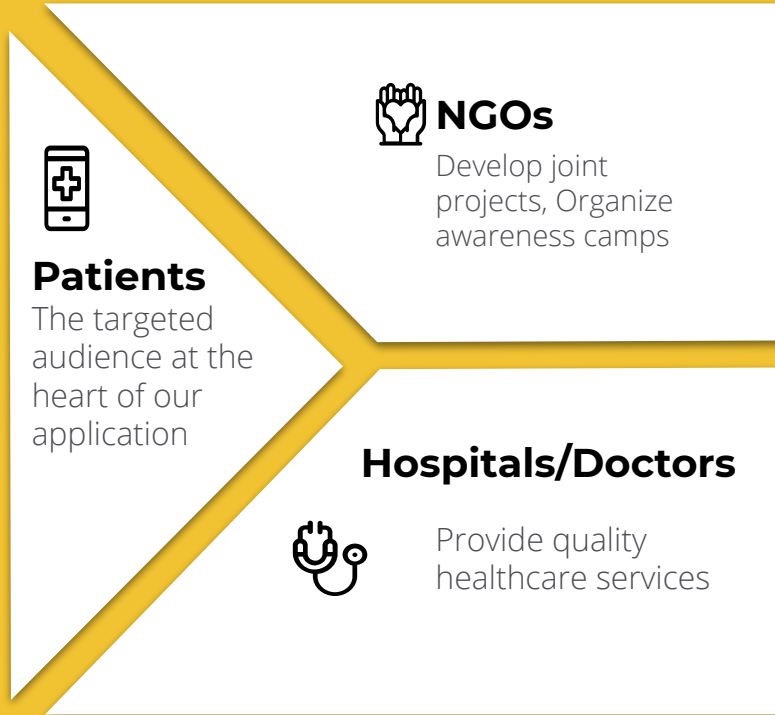 Patients
The targeted
audience at the
heart of our
application
NGOs
Develop joint
projects, Organize
awareness camps
Hospitals/Doctors
Provide quality
healthcare services